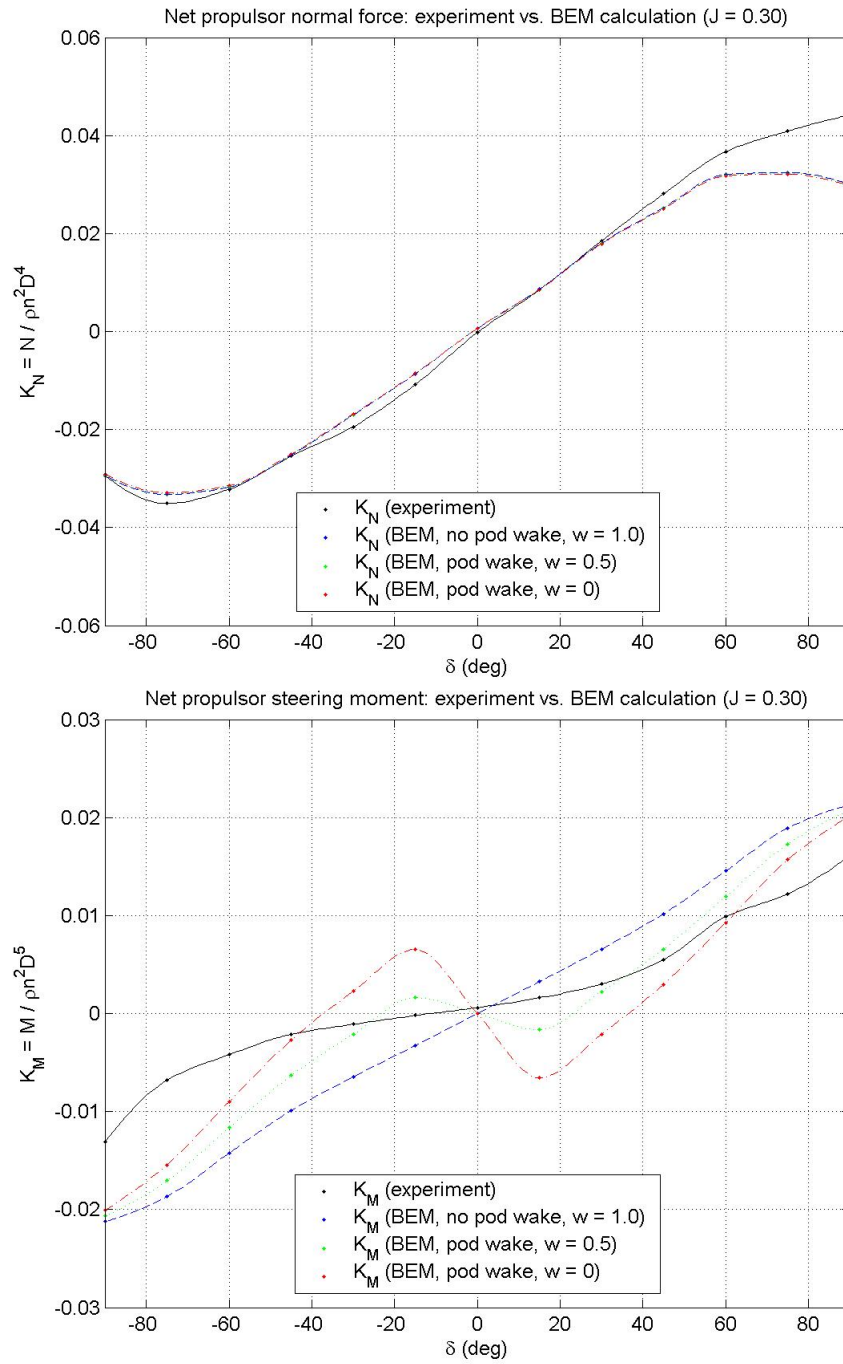 Net propulsor normal force: experiment vs. BEM calculation (J = 0.30)
0.06
0.04
0.02
0
-0.02
-0.04
-0.06
K_N = N / ρn²D⁴
K_N (experiment)
K_N (BEM, no pod wake, w = 1.0)
K_N (BEM, pod wake, w = 0.5)
K_N (BEM, pod wake, w = 0)
-80 -60 -40 -20 0 20 40 60 80
δ (deg)
Net propulsor steering moment: experiment vs. BEM calculation (J = 0.30)
0.03
0.02
0.01
0
-0.01
-0.02
-0.03
K_M = M / ρn²D⁵
K_M (experiment)
K_M (BEM, no pod wake, w = 1.0)
K_M (BEM, pod wake, w = 0.5)
K_M (BEM, pod wake, w = 0)
-80 -60 -40 -20 0 20 40 60 80
δ (deg)